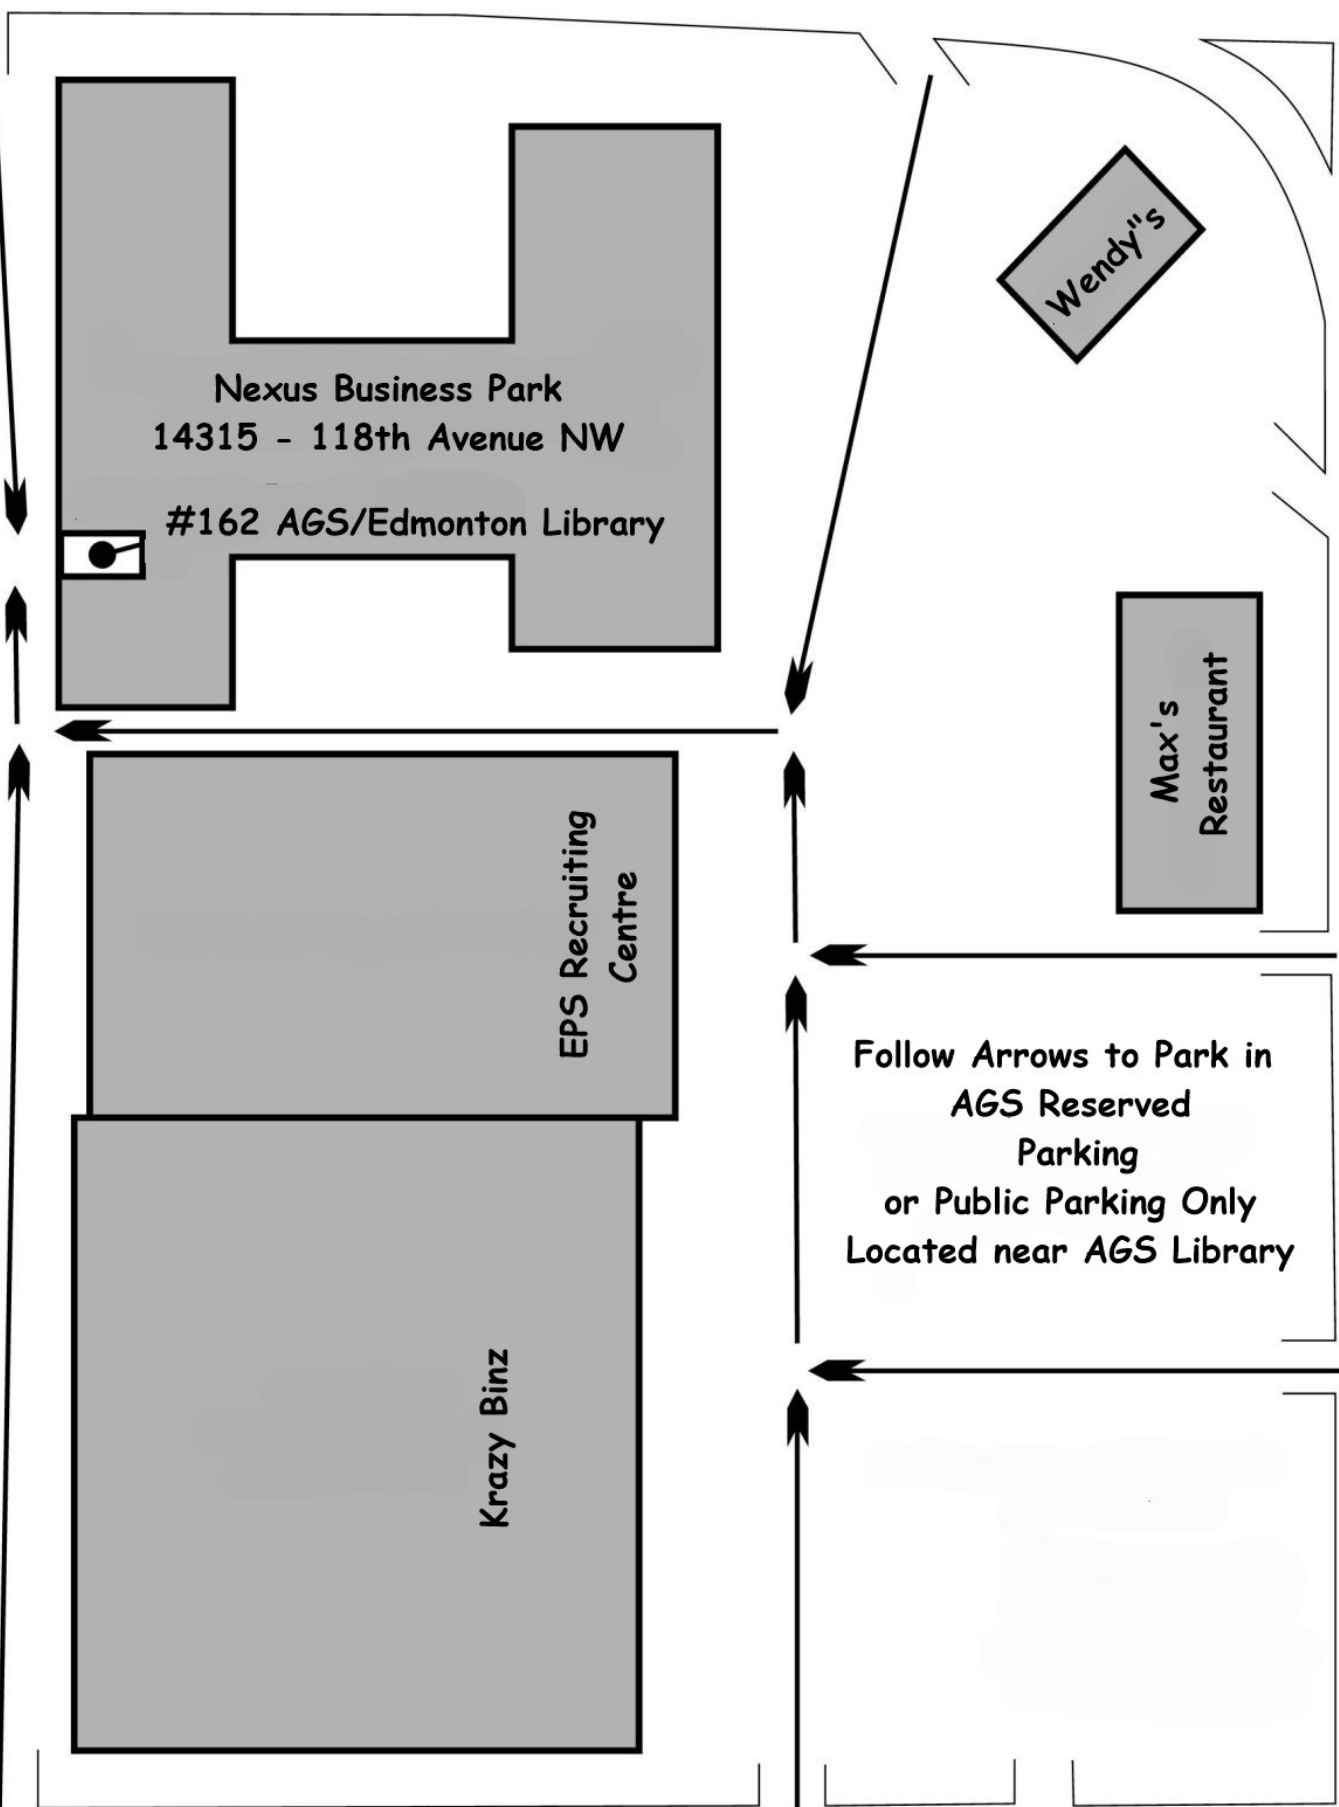 Wendy"s
Nexus Business Park
14315 - 118th Avenue NW
#162 AGS/Edmonton Library
Max's
Restaurant
EPS Recruiting
Centre
Follow Arrows to Park in
AGS Reserved
Parking
or Public Parking Only
Located near AGS Library
Krazy Binz